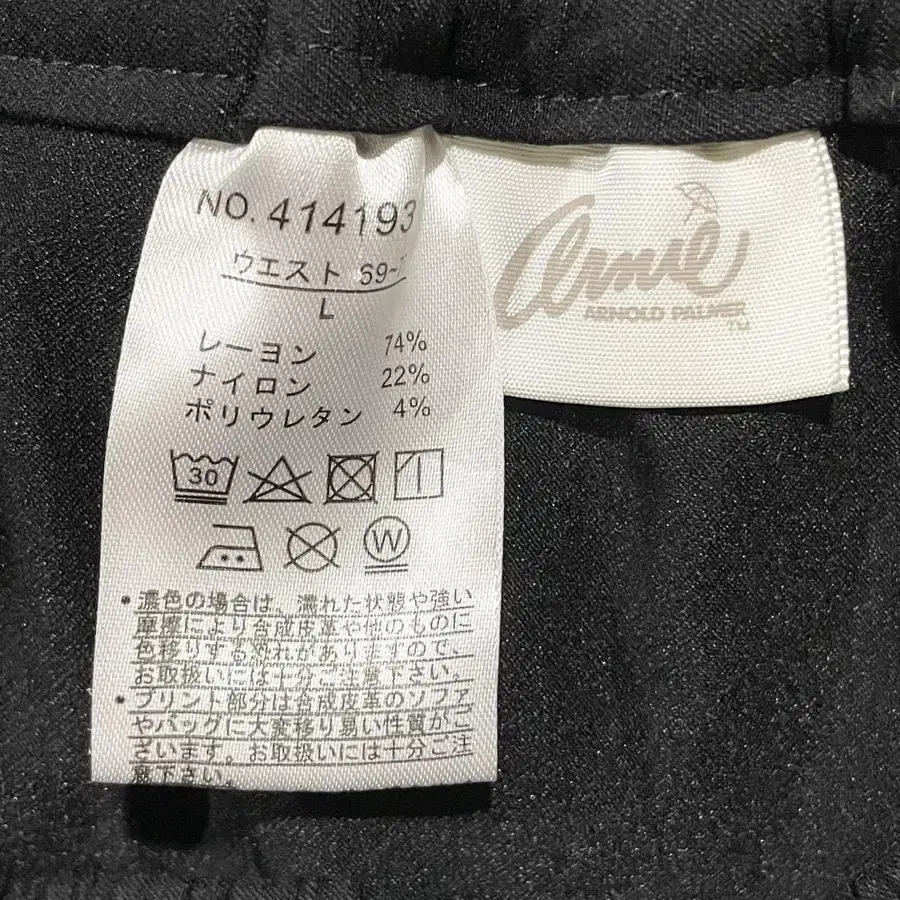 NO. 414193
ウエスト 69-
L
レーヨン 74%
ナイロン 22%
ポリウレタン 4%
30
W
・濃色の場合は、濡れた状態や強い
摩擦により合成皮革や他のものに
色移りする恐れがありますので、
お取扱いには十分ご注意下さい。
・プリント部分は合成皮革のソファ
やバッグに大変移り易い性質がご
ざいます。お取扱いには十分ご注
意下さい。
Arnie
ARNOLD PALMER
TM